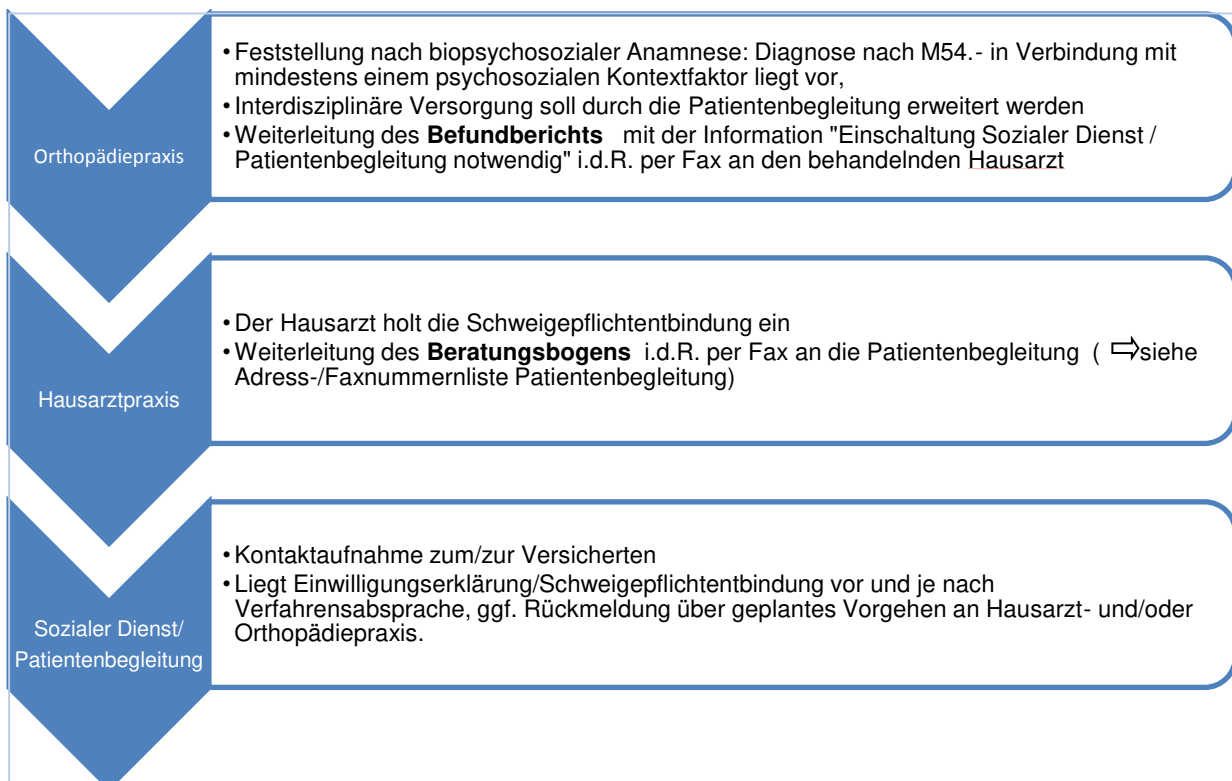 Orthopädiepraxis
• Feststellung nach biopsychosozialer Anamnese: Diagnose nach M54.- in Verbindung mit
mindestens einem psychosozialen Kontextfaktor liegt vor,
• Interdisziplinäre Versorgung soll durch die Patientenbegleitung erweitert werden
• Weiterleitung des Befundberichts mit der Information "Einschaltung Sozialer Dienst /
Patientenbegleitung notwendig" i.d.R. per Fax an den behandelnden Hausarzt
Hausarztpraxis
• Der Hausarzt holt die Schweigepflichtentbindung ein
• Weiterleitung des Beratungsbogens i.d.R. per Fax an die Patientenbegleitung ( ⇨siehe
Adress-/Faxnummernliste Patientenbegleitung)
Sozialer Dienst/
Patientenbegleitung
• Kontaktaufnahme zum/zur Versicherten
• Liegt Einwilligungserklärung/Schweigepflichtentbindung vor und je nach
Verfahrensabsprache, ggf. Rückmeldung über geplantes Vorgehen an Hausarzt- und/oder
Orthopädiepraxis.